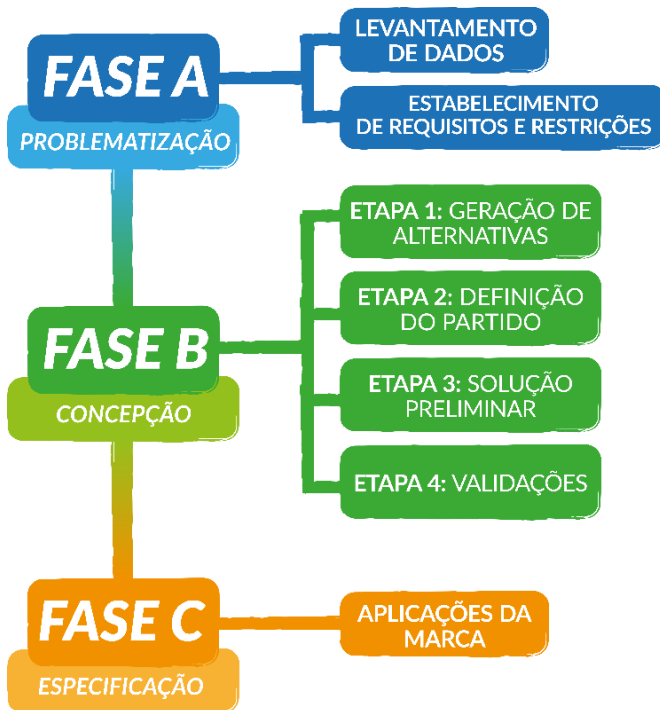 FASE A
PROBLEMATIZAÇÃO
LEVANTAMENTO
DE DADOS
ESTABELECIMENTO
DE REQUISITOS E RESTRIÇÕES
FASE B
CONCEPÇÃO
ETAPA 1: GERAÇÃO DE
ALTERNATIVAS
ETAPA 2: DEFINIÇÃO
DO PARTIDO
ETAPA 3: SOLUÇÃO
PRELIMINAR
ETAPA 4: VALIDAÇÕES
FASE C
ESPECIFICAÇÃO
APLICAÇÕES DA
MARCA